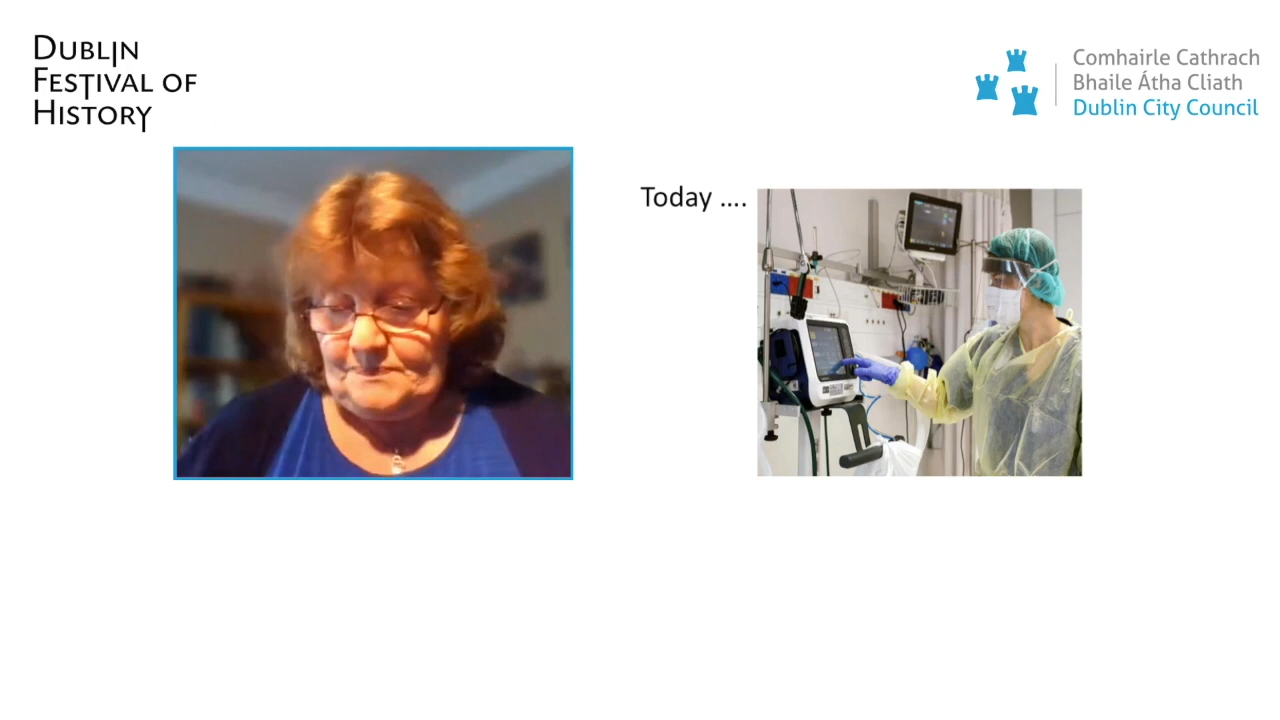 DUBLIN
FESTIVAL OF
HISTORY
Comhairle Cathrach
Bhaile Átha Cliath
Dublin City Council
Today ....